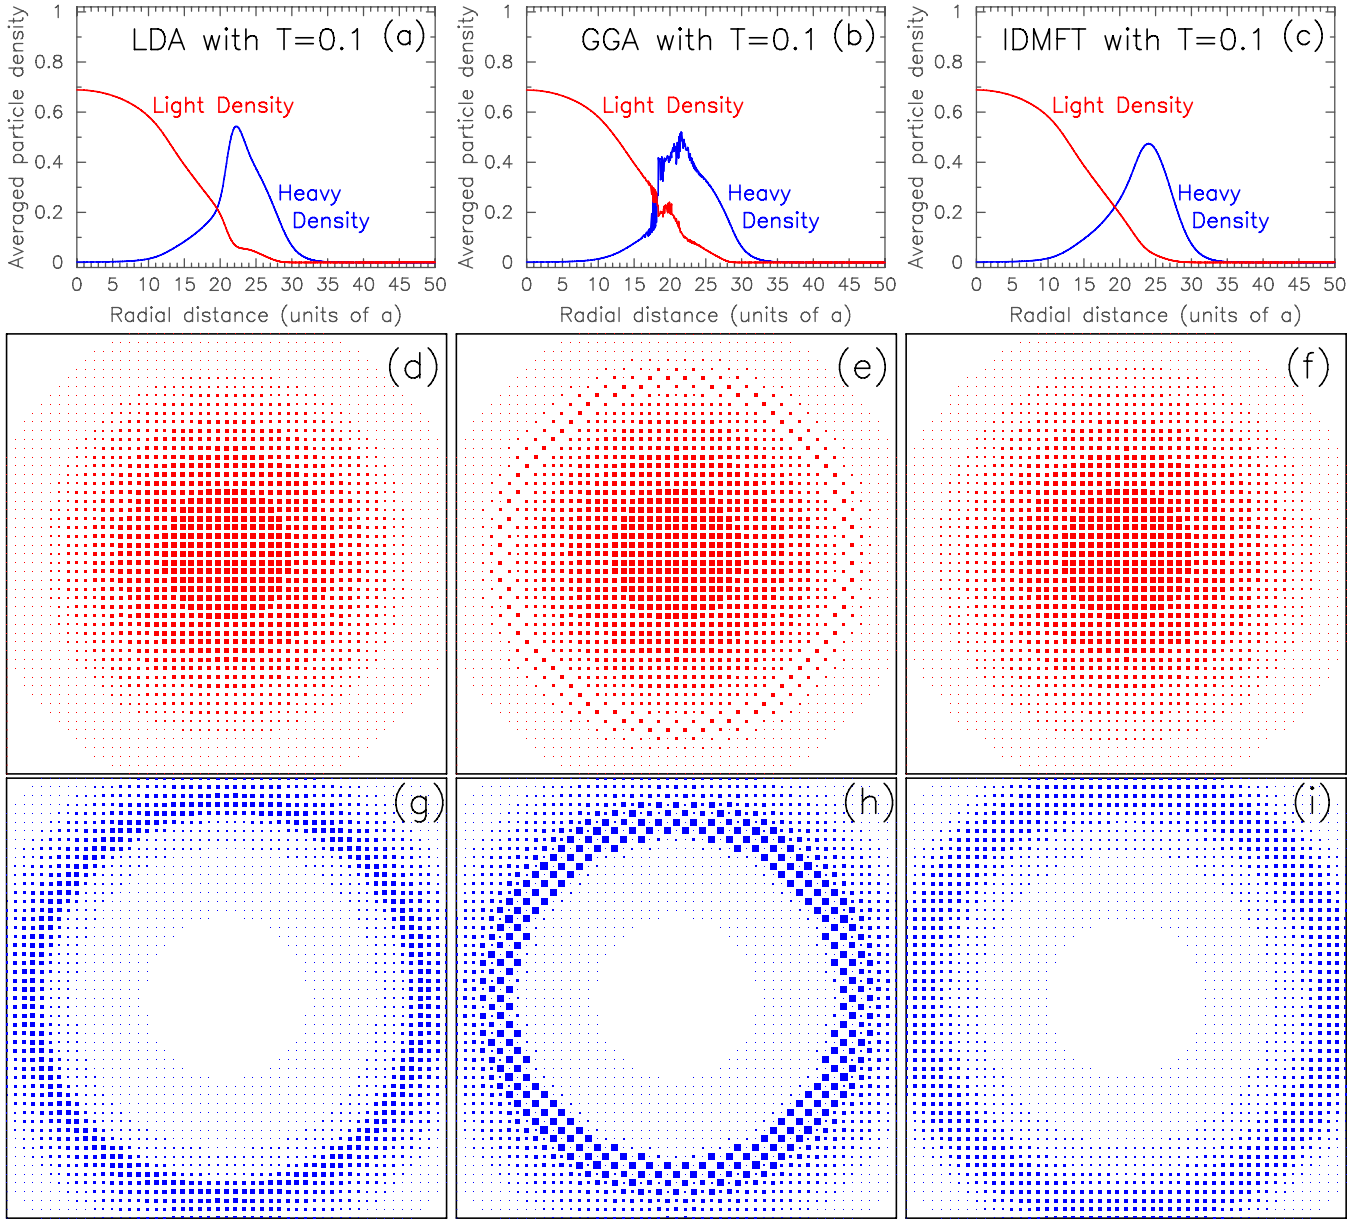 LDA with T=0.1 (a)
Averaged particle density
1
0.8
0.6
0.4
0.2
0
Light Density
Heavy
Density
0 5 10 15 20 25 30 35 40 45 50
Radial distance (units of a)
GGA with T=0.1 (b)
Averaged particle density
1
0.8
0.6
0.4
0.2
0
Light Density
Heavy
Density
0 5 10 15 20 25 30 35 40 45 50
Radial distance (units of a)
IDMFT with T=0.1 (c)
Averaged particle density
1
0.8
0.6
0.4
0.2
0
Light Density
Heavy
Density
0 5 10 15 20 25 30 35 40 45 50
Radial distance (units of a)
(d)
(e)
(f)
(g)
(h)
(i)